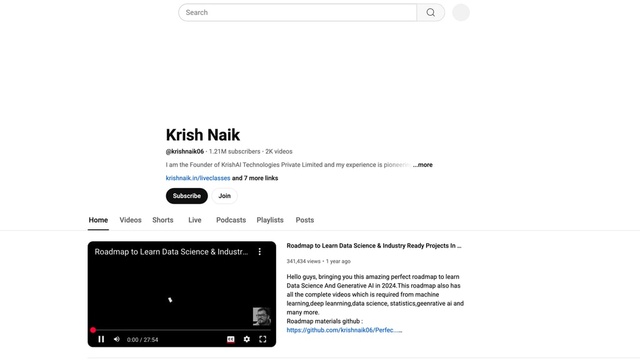 Search
Krish Naik
@krishnaik06 · 1.21M subscribers · 2K videos
I am the Founder of KrishAI Technologies Private Limited and my experience is pioneering ...more
krishnaik.in/liveclasses and 7 more links
Subscribe Join
Home Videos Shorts Live Podcasts Playlists Posts
Roadmap to Learn Data Science & Industr...
0:00 / 27:54
Roadmap to Learn Data Science & Industry Ready Projects In ...
341,434 views · 1 year ago
Hello guys, bringing you this amazing perfect roadmap to learn
Data Science And Generative AI in 2024.This roadmap also has
all the complete videos which is required from machine
learning,deep leanrning,data science, statistics,geenrative ai and
many more.
Roadmap materials github :
https://github.com/krishnaik06/Perfec...